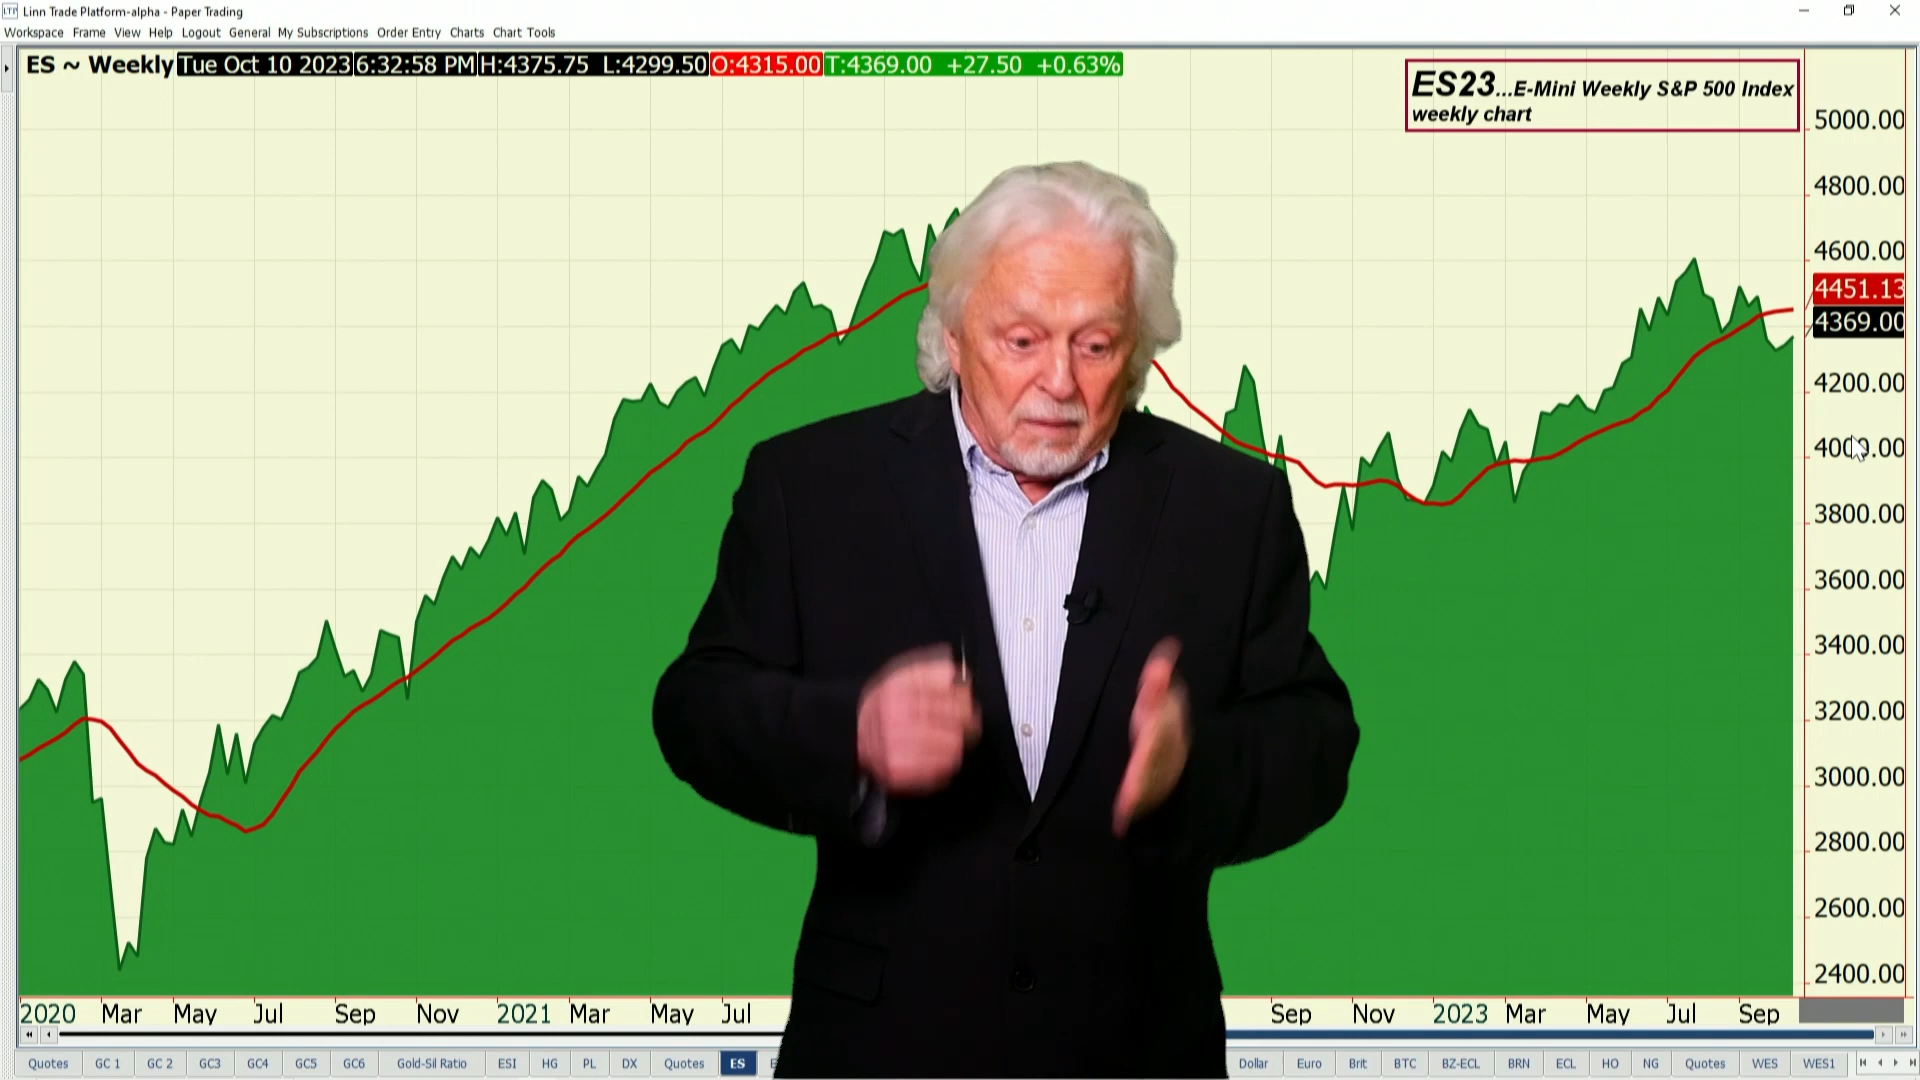 Linn Trade Platform-alpha - Paper Trading
Workspace Frame View Help Logout General My Subscriptions Order Entry Charts Chart Tools
ES ~ Weekly Tue Oct 10 2023 6:32:58 PM H:4375.75 L:4299.50 O:4315.00 T:4369.00 +27.50 +0.63%
ES23...E-Mini Weekly S&P 500 Index
weekly chart
5000.00
4800.00
4600.00
4451.13
4369.00
4200.00
4000.00
3800.00
3600.00
3400.00
3200.00
3000.00
2800.00
2600.00
2400.00
2020 Mar May Jul Sep Nov 2021 Mar May Jul Sep Nov 2023 Mar May Jul Sep
Quotes GC 1 GC 2 GC3 GC4 GC5 GC6 Gold-Sil Ratio ESI HG PL DX Quotes ES Dollar Euro Brit BTC BZ-ECL BRN ECL HO NG Quotes WES WES1